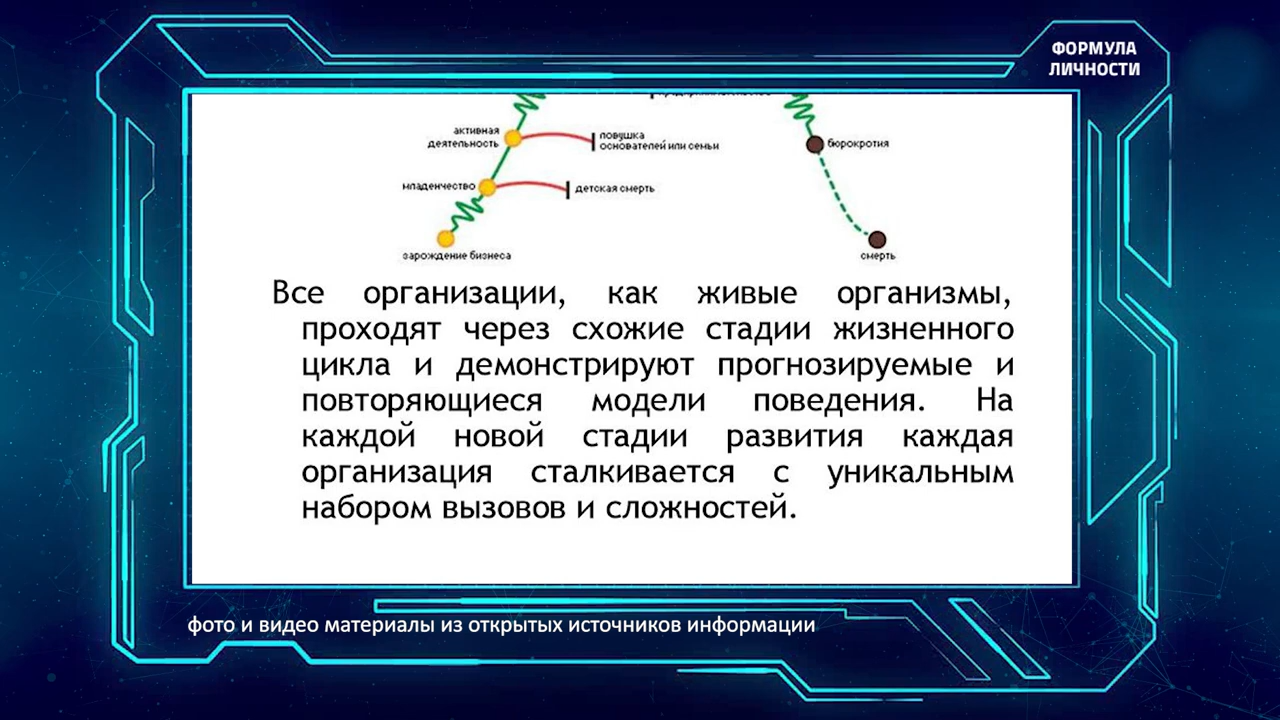 ФОРМУЛА
ЛИЧНОСТИ
активная
деятельность
повушка
основателей или семьи
бюрокротия
младенчество
детская смерть
зарождение бизнеса
смерть
Все организации, как живые организмы,
проходят через схожие стадии жизненного
цикла и демонстрируют прогнозируемые и
повторяющиеся модели поведения. На
каждой новой стадии развития каждая
организация сталкивается с уникальным
набором вызовов и сложностей.
фото и видео материалы из открытых источников информации